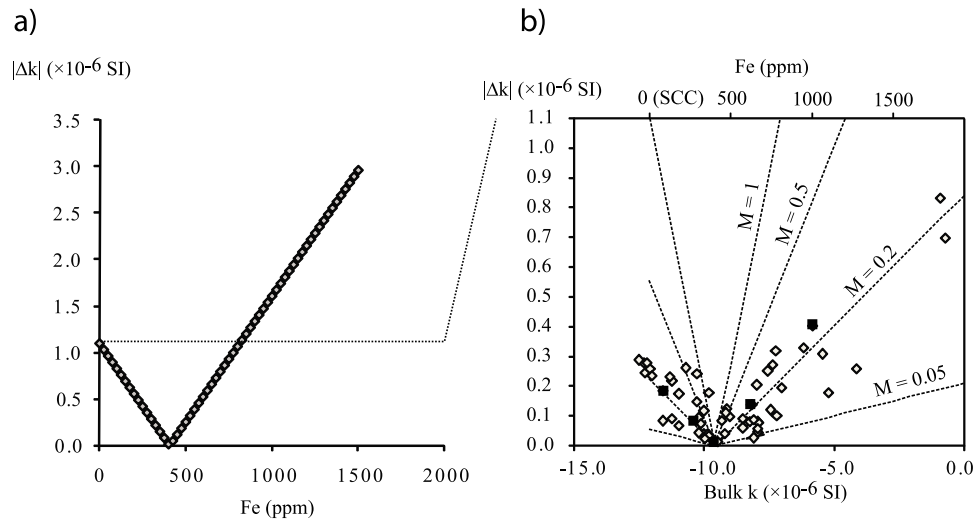 a)
|Δk| (×10-6 SI)
3.5
3.0
2.5
2.0
1.5
1.0
0.5
0.0
0 500 1000 1500 2000
Fe (ppm)
b)
Fe (ppm)
|Δk| (×10-6 SI)
0 (SCC) 500 1000 1500
1.1
1.0
0.9
0.8
0.7
0.6
0.5
0.4
0.3
0.2
0.1
0.0
M = 1
M = 0.5
M = 0.2
M = 0.05
-15.0 -10.0 -5.0 0.0
Bulk k (×10-6 SI)